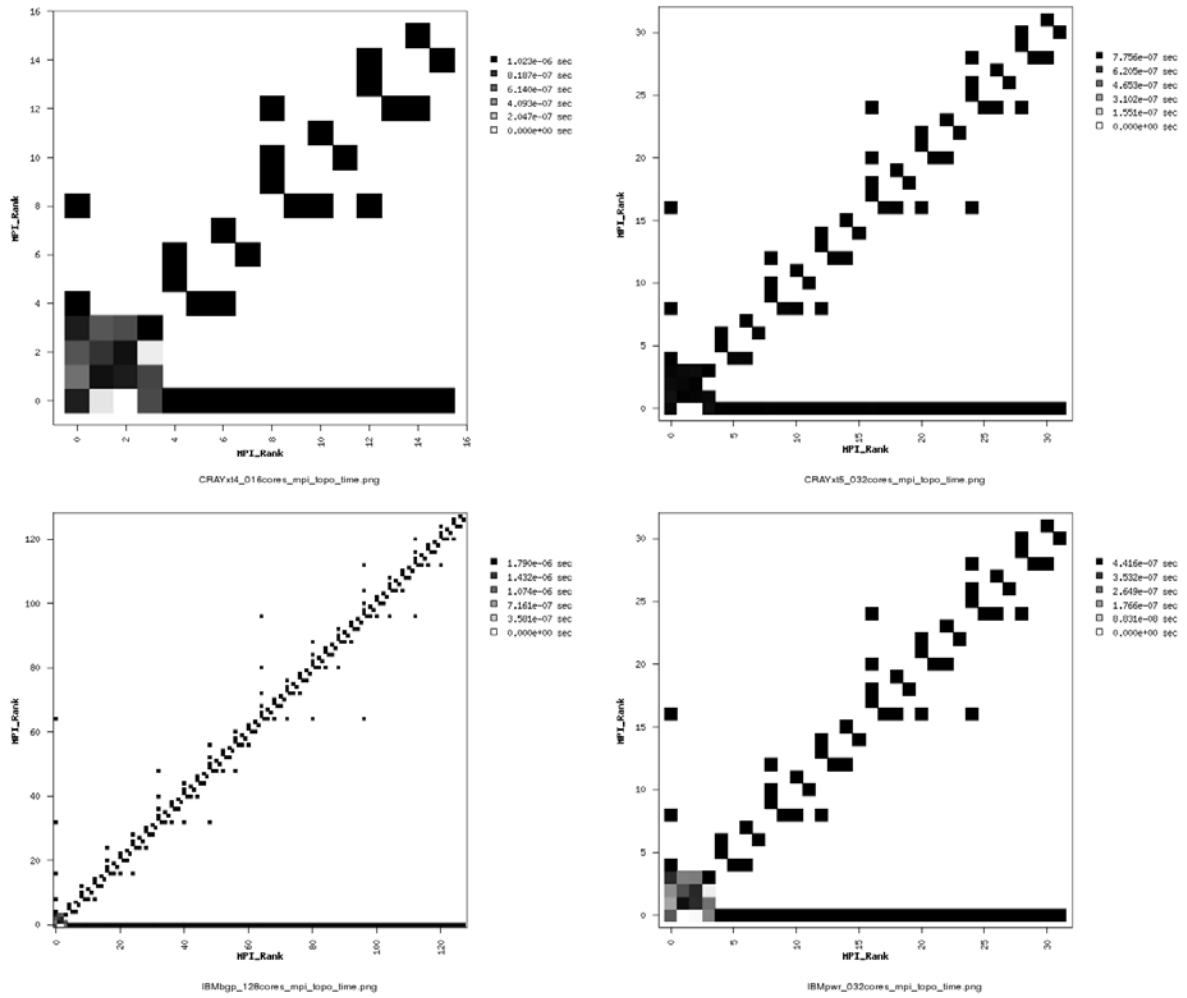 16
14
12
10
8
6
4
2
0
MPI_Rank
0 2 4 6 8 10 12 14 16
MPI_Rank
1.023e-06 sec
8.187e-07 sec
6.140e-07 sec
4.093e-07 sec
2.047e-07 sec
0.000e+00 sec
CRAYxt4_016cores_mpi_topo_time.png
30
25
20
15
10
5
0
MPI_Rank
0 5 10 15 20 25 30
MPI_Rank
7.756e-07 sec
6.205e-07 sec
4.653e-07 sec
3.102e-07 sec
1.551e-07 sec
0.000e+00 sec
CRAYxt5_032cores_mpi_topo_time.png
120
100
80
60
40
20
0
MPI_Rank
0 20 40 60 80 100 120
MPI_Rank
1.790e-06 sec
1.432e-06 sec
1.074e-06 sec
7.161e-07 sec
3.581e-07 sec
0.000e+00 sec
IBMbgp_128cores_mpi_topo_time.png
30
25
20
15
10
5
0
MPI_Rank
0 5 10 15 20 25 30
MPI_Rank
4.416e-07 sec
3.532e-07 sec
2.649e-07 sec
1.766e-07 sec
8.831e-08 sec
0.000e+00 sec
IBMpwr_032cores_mpi_topo_time.png